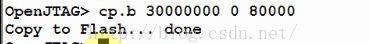 OpenJTAG> cp.b 30000000 0 80000
Copy to Flash... done
http://blog.csdn.net/